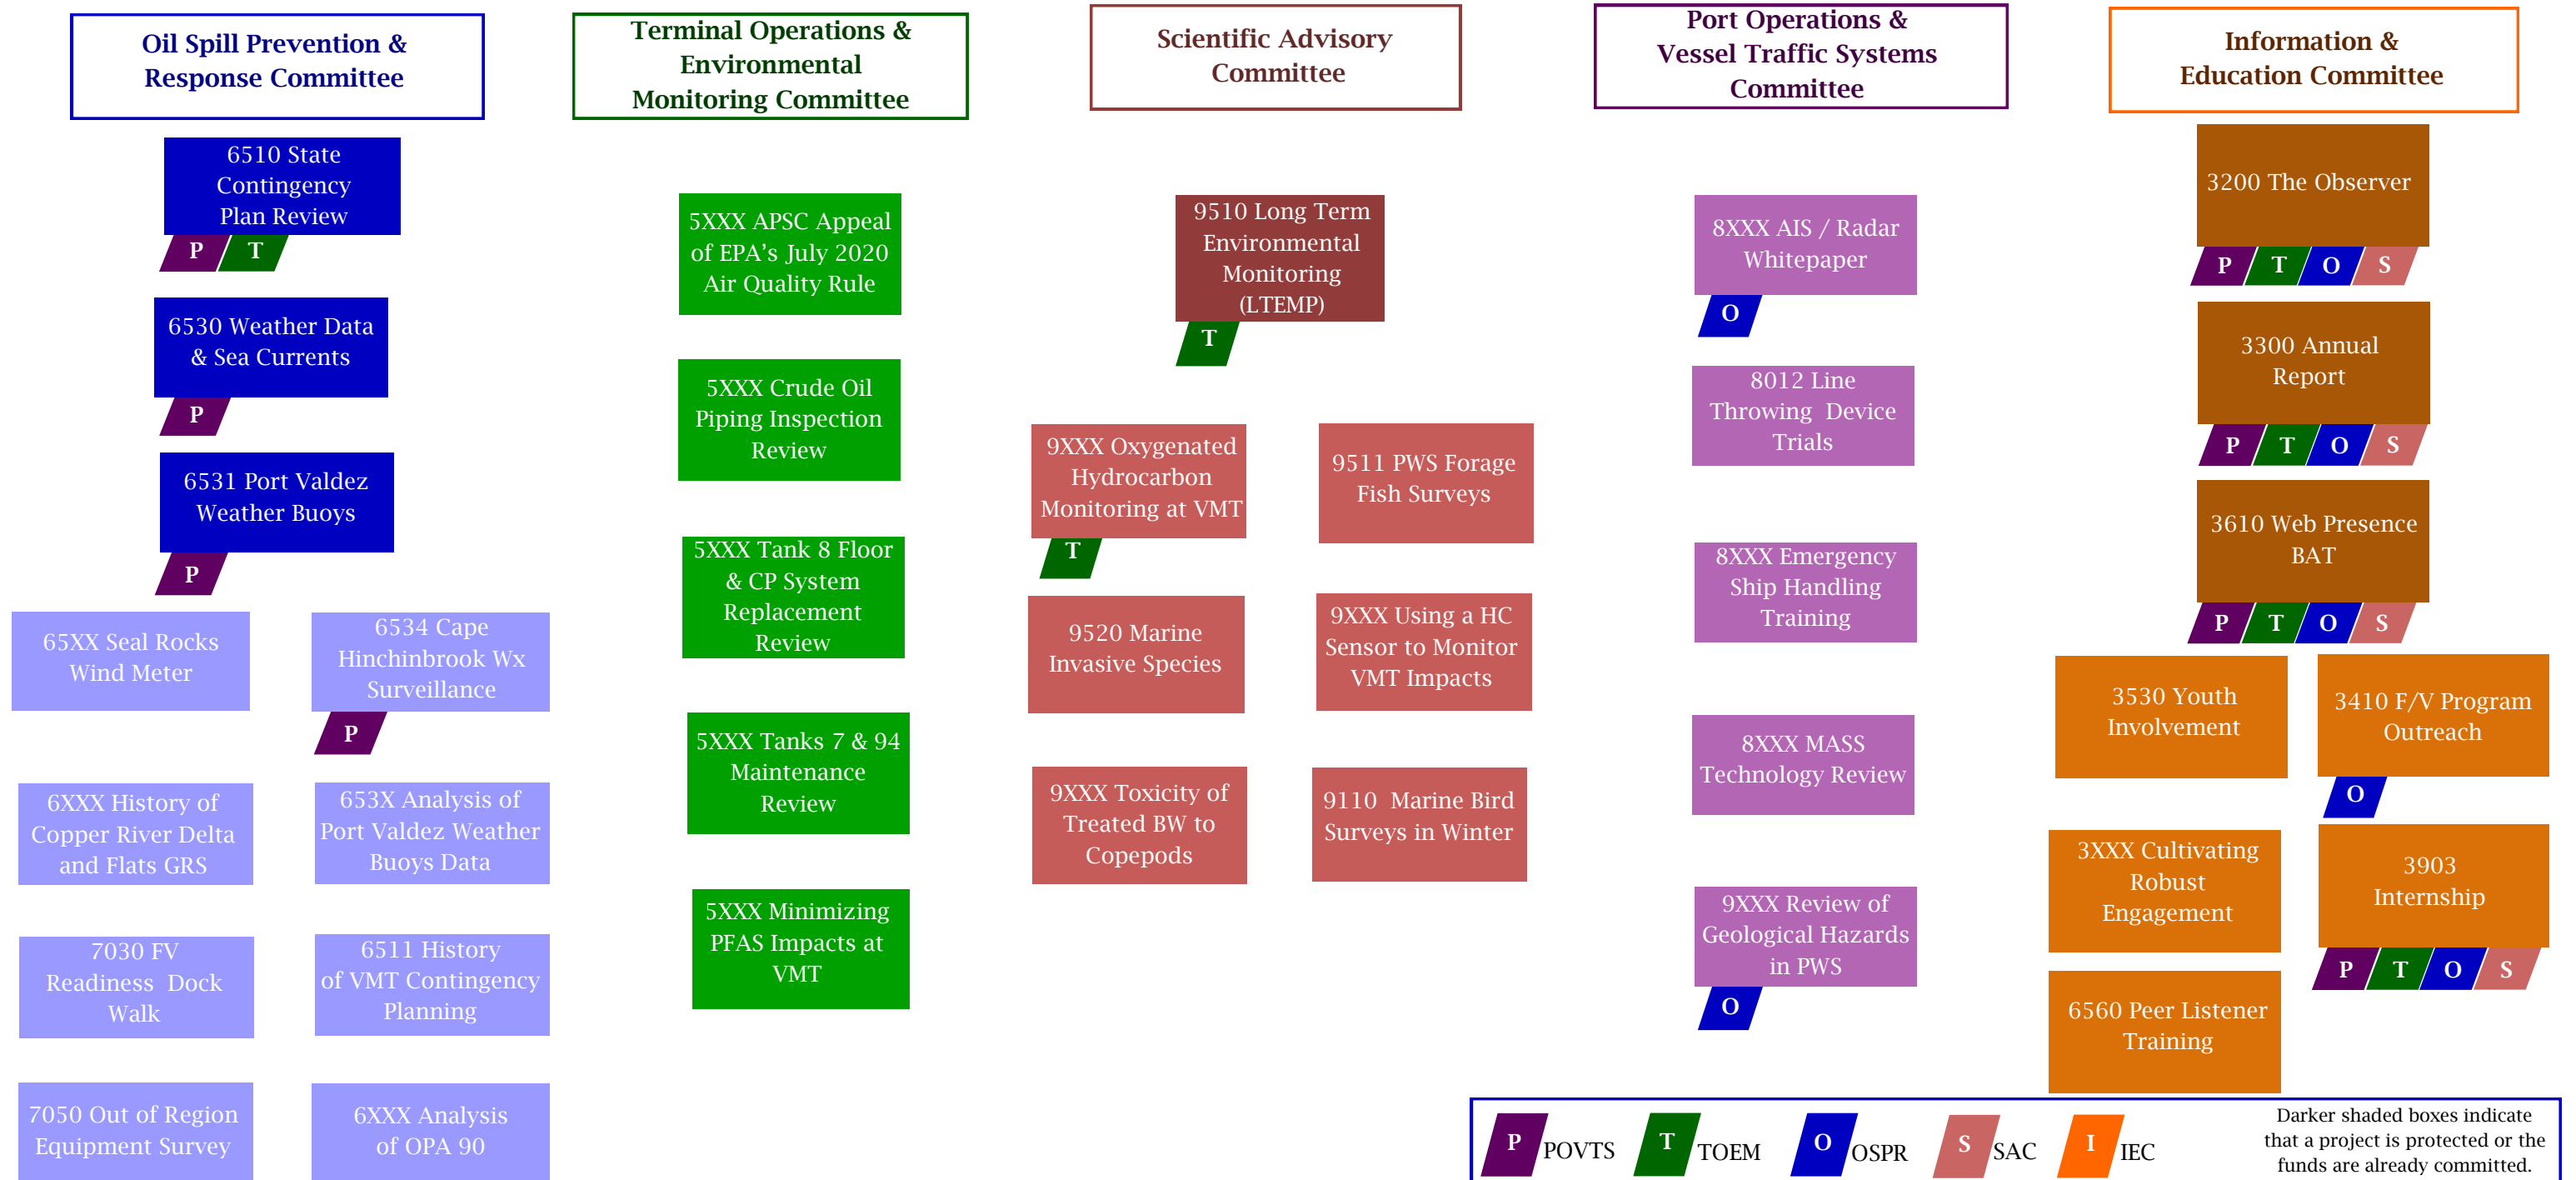 Oil Spill Prevention &
Response Committee
6510 State
Contingency
Plan Review
P T
6530 Weather Data
& Sea Currents
P
6531 Port Valdez
Weather Buoys
P
65XX Seal Rocks
Wind Meter
6534 Cape
Hinchinbrook Wx
Surveillance
P
6XXX History of
Copper River Delta
and Flats GRS
653X Analysis of
Port Valdez Weather
Buoys Data
7030 FV
Readiness Dock
Walk
6511 History
of VMT Contingency
Planning
7050 Out of Region
Equipment Survey
6XXX Analysis
of OPA 90
Terminal Operations &
Environmental
Monitoring Committee
5XXX APSC Appeal
of EPA’s July 2020
Air Quality Rule
5XXX Crude Oil
Piping Inspection
Review
5XXX Tank 8 Floor
& CP System
Replacement
Review
5XXX Tanks 7 & 94
Maintenance
Review
5XXX Minimizing
PFAS Impacts at
VMT
Scientific Advisory
Committee
9510 Long Term
Environmental
Monitoring
(LTEMP)
T
9XXX Oxygenated
Hydrocarbon
Monitoring at VMT
T
9511 PWS Forage
Fish Surveys
9520 Marine
Invasive Species
9XXX Using a HC
Sensor to Monitor
VMT Impacts
9XXX Toxicity of
Treated BW to
Copepods
9110 Marine Bird
Surveys in Winter
Port Operations &
Vessel Traffic Systems
Committee
8XXX AIS / Radar
Whitepaper
O
8012 Line
Throwing Device
Trials
8XXX Emergency
Ship Handling
Training
8XXX MASS
Technology Review
9XXX Review of
Geological Hazards
in PWS
O
Information &
Education Committee
3200 The Observer
P T O S
3300 Annual
Report
P T O S
3610 Web Presence
BAT
P T O S
3530 Youth
Involvement
3410 F/V Program
Outreach
O
3XXX Cultivating
Robust
Engagement
3903
Internship
P T O S
6560 Peer Listener
Training
P POVTS T TOEM O OSPR S SAC I IEC
Darker shaded boxes indicate
that a project is protected or the
funds are already committed.